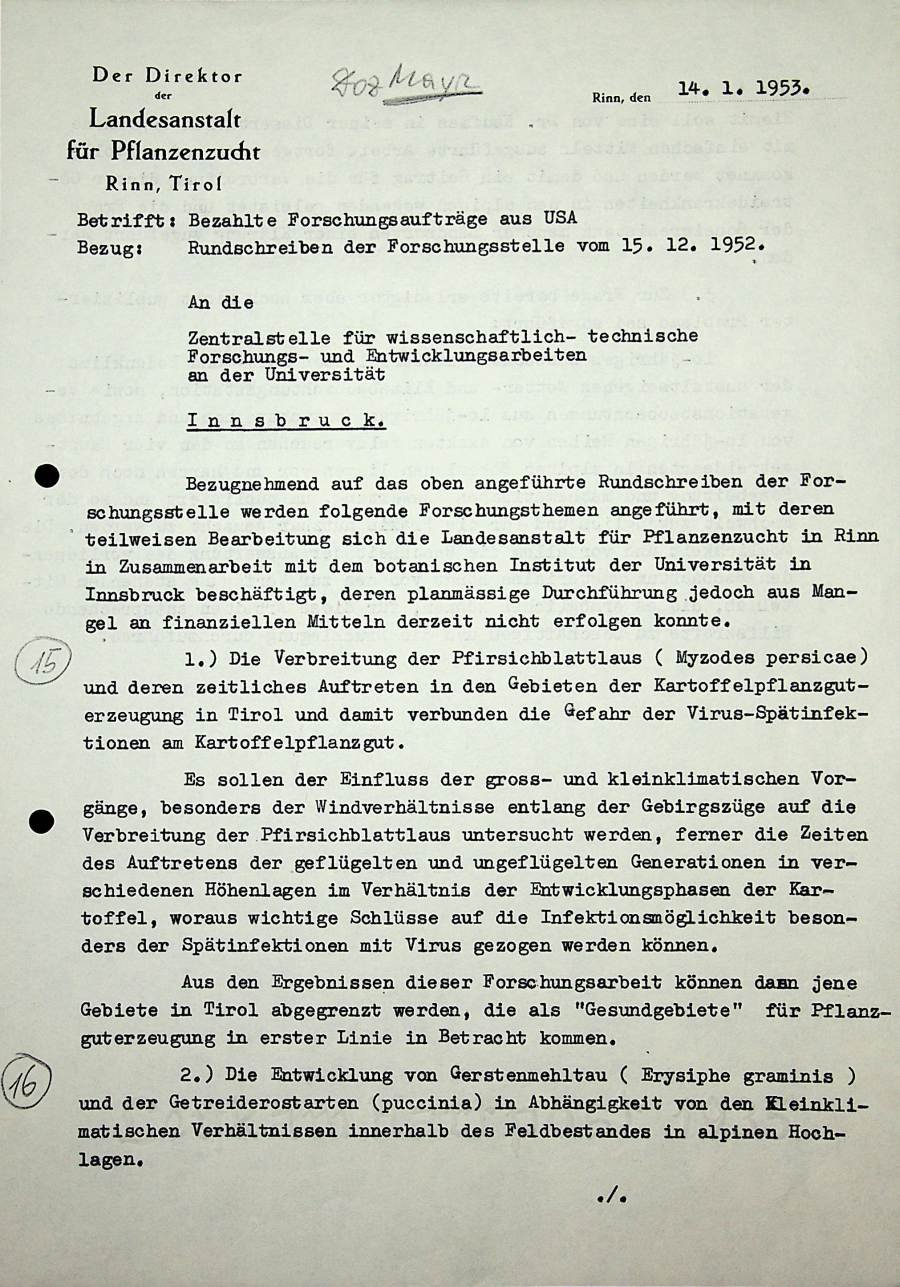 Der Direktor
der
Landesanstalt
für Pflanzenzucht
Rinn, Tirol
Doz Mayr
Rinn, den 14. 1. 1953.
Betrifft: Bezahlte Forschungsaufträge aus USA
Bezug: Rundschreiben der Forschungsstelle vom 15. 12. 1952.
An die
Zentralstelle für wissenschaftlich- technische
Forschungs- und Entwicklungsarbeiten
an der Universität
I n n s b r u c k.
Bezugnehmend auf das oben angeführte Rundschreiben der For-
schungsstelle werden folgende Forschungsthemen angeführt, mit deren
teilweisen Bearbeitung sich die Landesanstalt für Pflanzenzucht in Rinn
in Zusammenarbeit mit dem botanischen Institut der Universität in
Innsbruck beschäftigt, deren planmässige Durchführung jedoch aus Man-
gel an finanziellen Mitteln derzeit nicht erfolgen konnte.
15
1.) Die Verbreitung der Pfirsichblattlaus ( Myzodes persicae)
und deren zeitliches Auftreten in den Gebieten der Kartoffelpflanzgut-
erzeugung in Tirol und damit verbunden die Gefahr der Virus-Spätinfek-
tionen am Kartoffelpflanzgut.
Es sollen der Einfluss der gross- und kleinklimatischen Vor-
gänge, besonders der Windverhältnisse entlang der Gebirgszüge auf die
Verbreitung der Pfirsichblattlaus untersucht werden, ferner die Zeiten
des Auftretens der geflügelten und ungeflügelten Generationen in ver-
schiedenen Höhenlagen im Verhältnis der Entwicklungsphasen der Kar-
toffel, woraus wichtige Schlüsse auf die Infektionsmöglichkeit beson-
ders der Spätinfektionen mit Virus gezogen werden können.
Aus den Ergebnissen dieser Forschungsarbeit können dann jene
Gebiete in Tirol abgegrenzt werden, die als "Gesundgebiete" für Pflanz-
guterzeugung in erster Linie in Betracht kommen.
16
2.) Die Entwicklung von Gerstenmehltau ( Erysiphe graminis )
und der Getreiderostarten (puccinia) in Abhängigkeit von den Kleinkli-
matischen Verhältnissen innerhalb des Feldbestandes in alpinen Hoch-
lagen.
./.